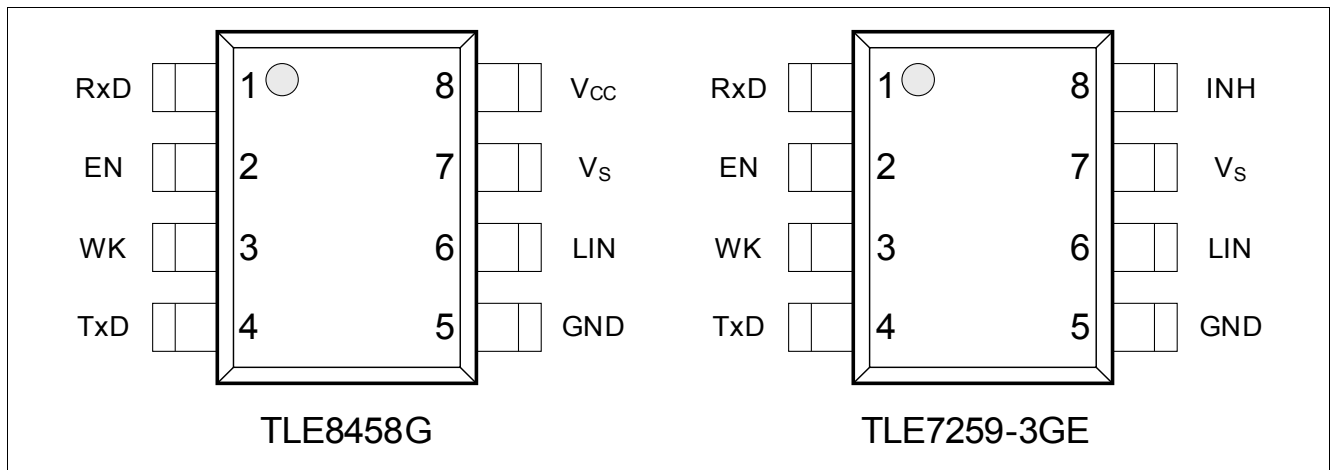 RxD 1 8 VCC
EN 2 7 VS
WK 3 6 LIN
TxD 4 5 GND
TLE8458G
RxD 1 8 INH
EN 2 7 VS
WK 3 6 LIN
TxD 4 5 GND
TLE7259-3GE